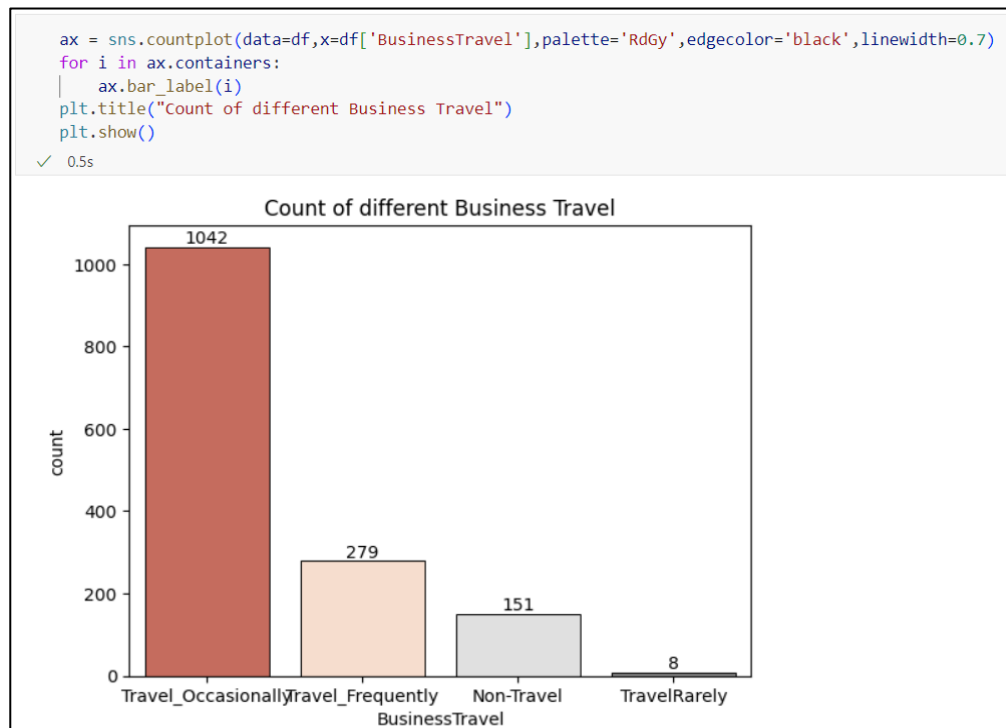 ax = sns.countplot(data=df,x=df['BusinessTravel'],palette='RdGy',edgecolor='black',linewidth=0.7)
for i in ax.containers:
    ax.bar_label(i)
plt.title("Count of different Business Travel")
plt.show()
✓ 0.5s
Count of different Business Travel
1042
1000
800
600
count
400
279
200
151
8
0
Travel_Occasionally Travel_Frequently Non-Travel TravelRarely
BusinessTravel